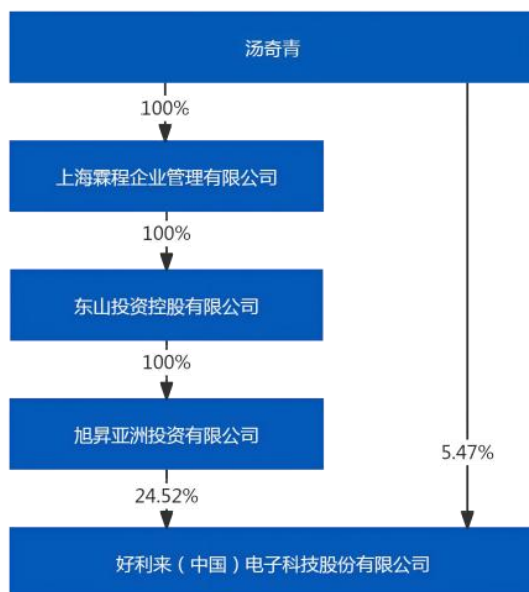 汤奇青
100%
上海霖程企业管理有限公司
100%
东山投资控股有限公司
100%
旭昇亚洲投资有限公司
5.47%
24.52%
好利来（中国）电子科技股份有限公司